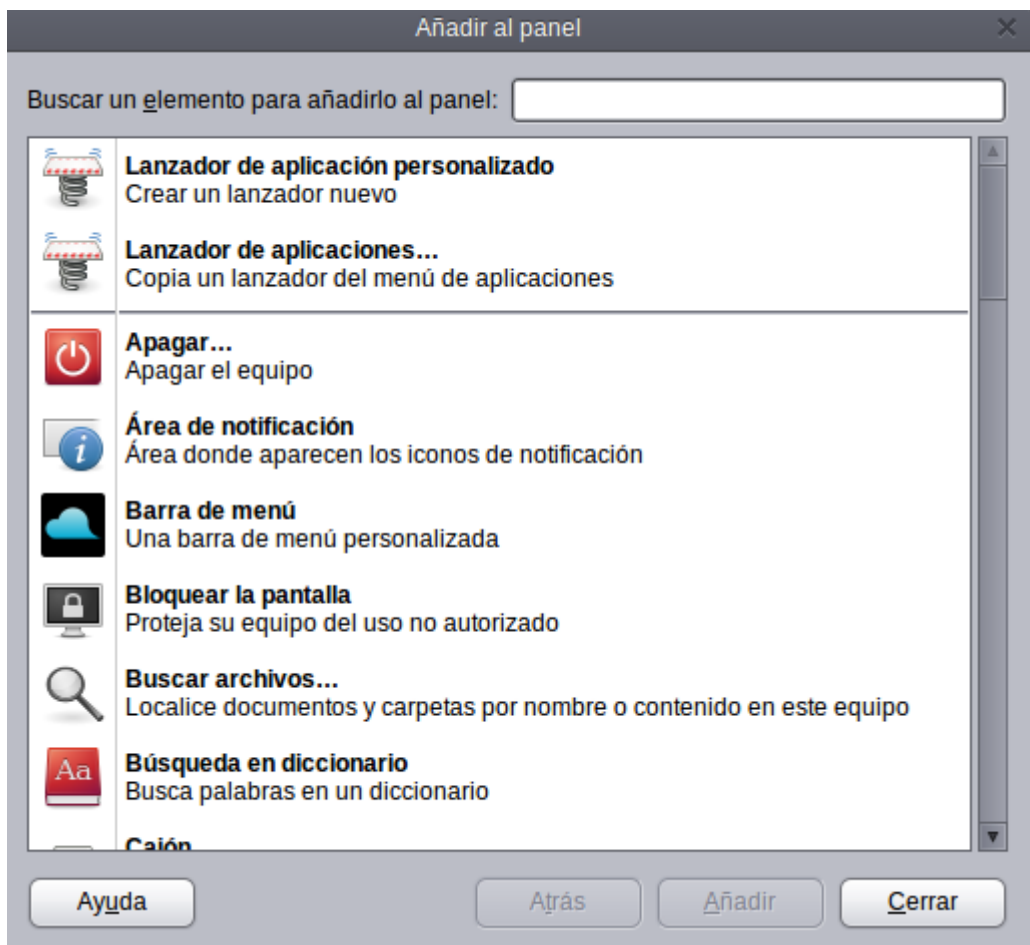 Añadir al panel
Buscar un elemento para añadirlo al panel:
Lanzador de aplicación personalizado
Crear un lanzador nuevo
Lanzador de aplicaciones…
Copia un lanzador del menú de aplicaciones
Apagar…
Apagar el equipo
Área de notificación
Área donde aparecen los iconos de notificación
Barra de menú
Una barra de menú personalizada
Bloquear la pantalla
Proteja su equipo del uso no autorizado
Buscar archivos…
Localice documentos y carpetas por nombre o contenido en este equipo
Aa
Búsqueda en diccionario
Busca palabras en un diccionario
Cajón
Ayuda
Atrás
Añadir
Cerrar